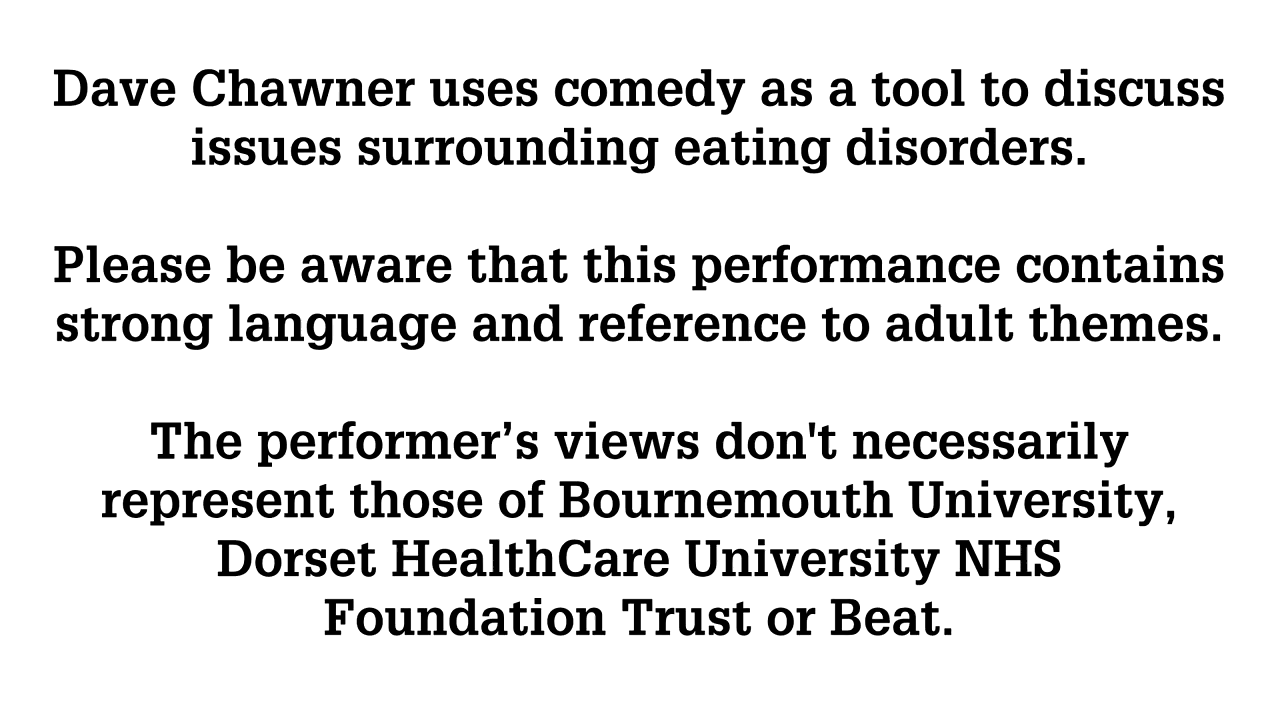 Dave Chawner uses comedy as a tool to discuss
issues surrounding eating disorders.
Please be aware that this performance contains
strong language and reference to adult themes.
The performer’s views don't necessarily
represent those of Bournemouth University,
Dorset HealthCare University NHS
Foundation Trust or Beat.